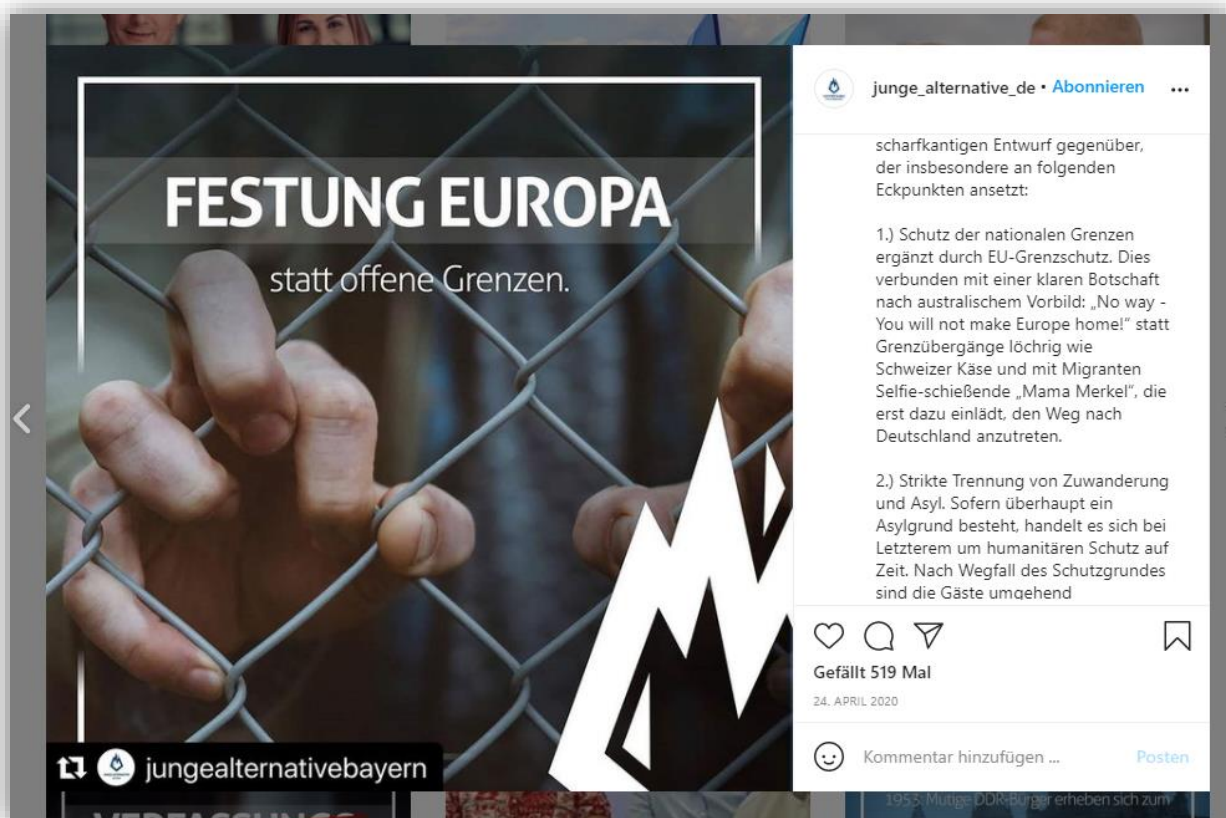 FESTUNG EUROPA
statt offene Grenzen.
jungealternativebayern
junge_alternative_de • Abonnieren
scharfkantigen Entwurf gegenüber,
der insbesondere an folgenden
Eckpunkten ansetzt:
1.) Schutz der nationalen Grenzen
ergänzt durch EU-Grenzschutz. Dies
verbunden mit einer klaren Botschaft
nach australischem Vorbild: „No way -
You will not make Europe home!" statt
Grenzübergänge löchrig wie
Schweizer Käse und mit Migranten
Selfie-schießende „Mama Merkel", die
erst dazu einlädt, den Weg nach
Deutschland anzutreten.
2.) Strikte Trennung von Zuwanderung
und Asyl. Sofern überhaupt ein
Asylgrund besteht, handelt es sich bei
Letzterem um humanitären Schutz auf
Zeit. Nach Wegfall des Schutzgrundes
sind die Gäste umgehend
Gefällt 519 Mal
24. APRIL 2020
Kommentar hinzufügen ...
Posten
VERFASSUNGS
1953: Mutige DDR-Bürger erheben sich zum